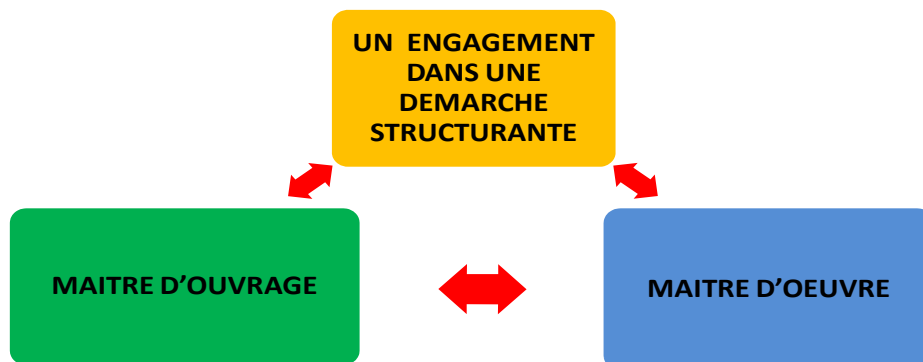 UN ENGAGEMENT
DANS UNE
DEMARCHE
STRUCTURANTE
MAITRE D’OUVRAGE
MAITRE D’OEUVRE